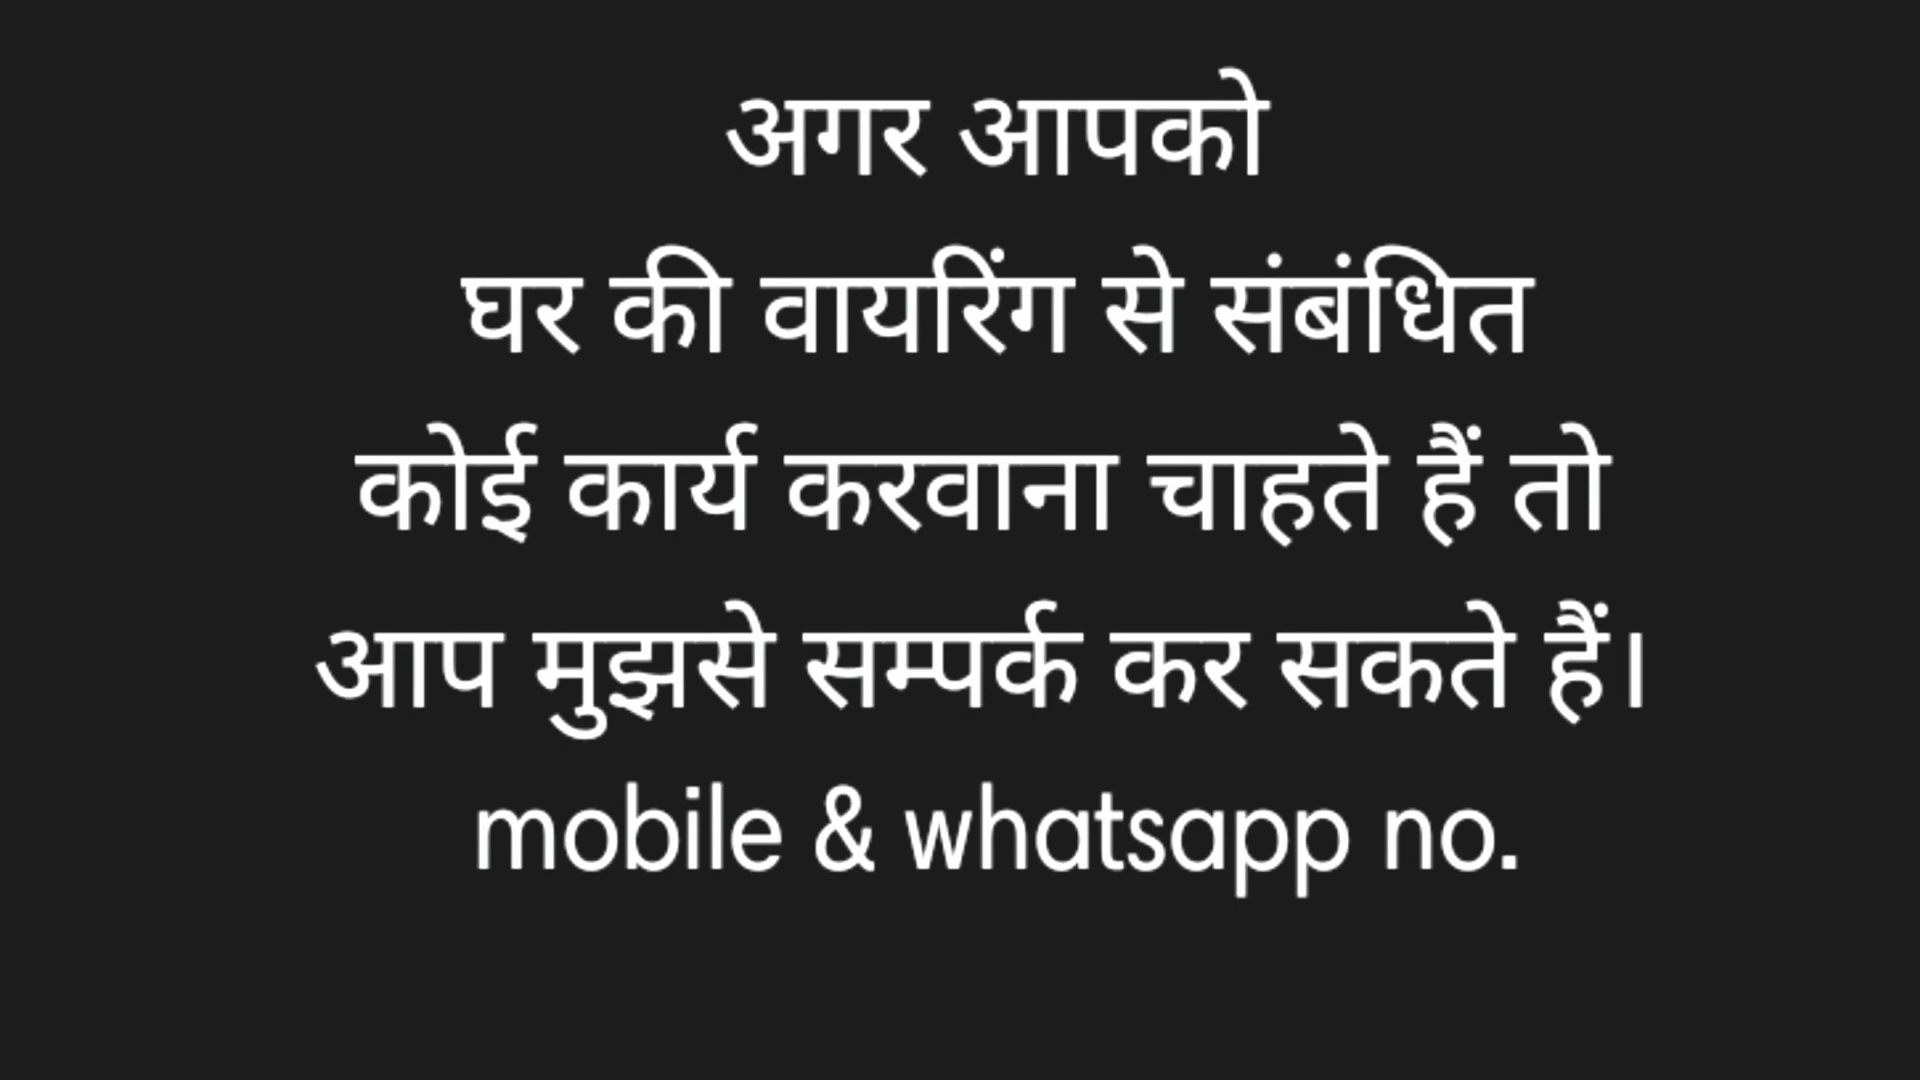 अगर आपको
घर की वायरिंग से संबंधित
कोई कार्य करवाना चाहते हैं तो
आप मुझसे सम्पर्क कर सकते हैं।
mobile & whatsapp no.